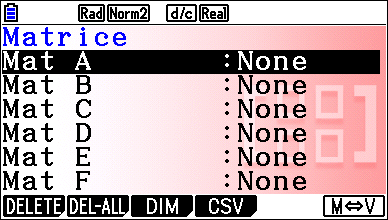 Rad Norm2 d/c Real
Matrice
Mat A :None
Mat B :None
Mat C :None
Mat D :None
Mat E :None
Mat F :None
DELETE DEL-ALL DIM CSV M⇔V